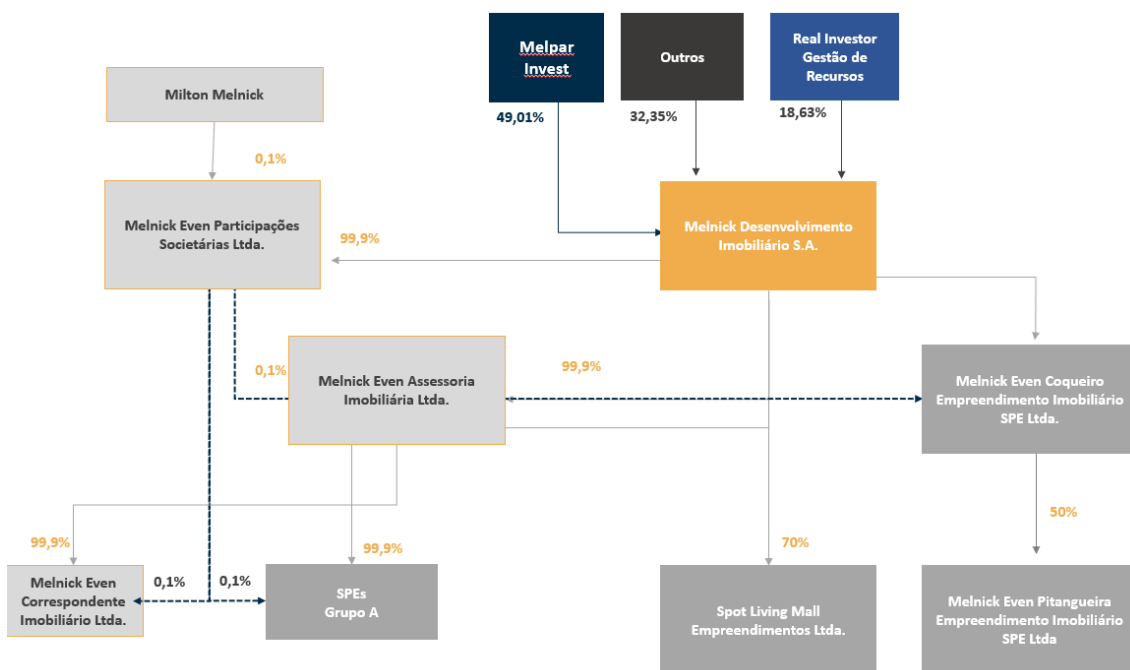 Melpar
Invest
Outros
Real Investor
Gestão de
Recursos
Milton Melnick
49,01%
32,35%
18,63%
0,1%
Melnick Even Participações
Societárias Ltda.
99,9%
Melnick Desenvolvimento
Imobiliário S.A.
0,1%
Melnick Even Assessoria
Imobiliária Ltda.
99,9%
Melnick Even Coqueiro
Empreendimento Imobiliário
SPE Ltda.
99,9%
99,9%
70%
50%
Melnick Even
Correspondente
Imobiliário Ltda.
0,1%
0,1%
SPEs
Grupo A
Spot Living Mall
Empreendimentos Ltda.
Melnick Even Pitangueira
Empreendimento Imobiliário
SPE Ltda